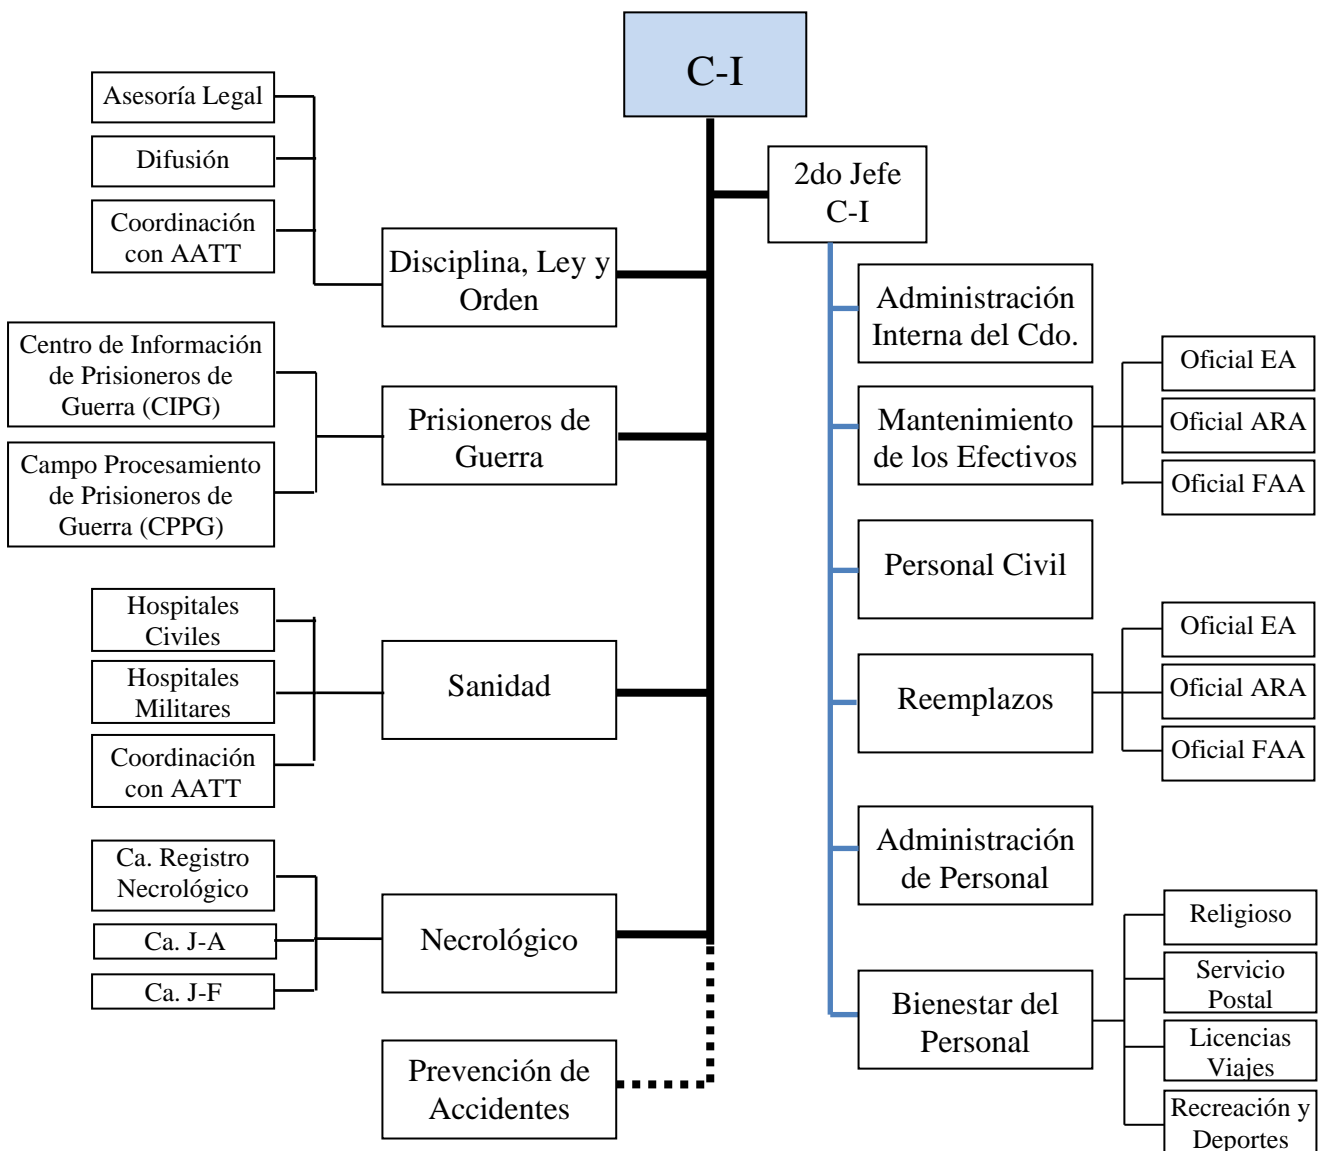 C-I
2do Jefe
C-I
Asesoría Legal
Difusión
Coordinación
con AATT
Disciplina, Ley y
Orden
Centro de Información
de Prisioneros de
Guerra (CIPG)
Campo Procesamiento
de Prisioneros de
Guerra (CPPG)
Prisioneros de
Guerra
Hospitales
Civiles
Hospitales
Militares
Coordinación
con AATT
Sanidad
Ca. Registro
Necrológico
Ca. J-A
Ca. J-F
Necrológico
Prevención de
Accidentes
Administración
Interna del Cdo.
Mantenimiento
de los Efectivos
Oficial EA
Oficial ARA
Oficial FAA
Personal Civil
Reemplazos
Oficial EA
Oficial ARA
Oficial FAA
Administración
de Personal
Bienestar del
Personal
Religioso
Servicio
Postal
Licencias
Viajes
Recreación y
Deportes